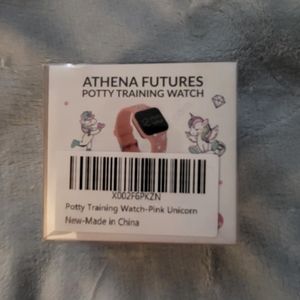 ATHENA FUTURES
POTTY TRAINING WATCH
X002F6PKZN
Potty Training Watch-Pink Unicorn
New-Made in China